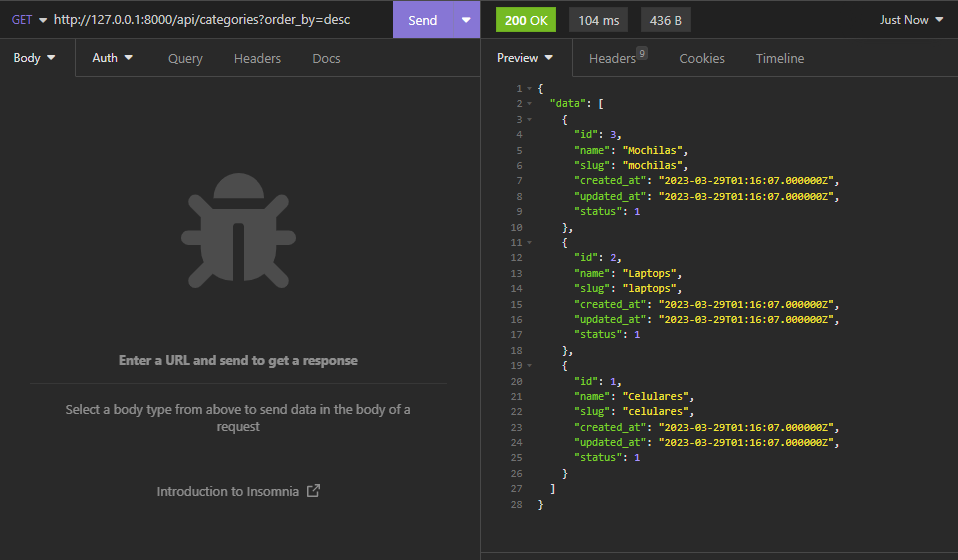 GET http://127.0.0.1:8000/api/categories?order_by=desc Send 200 OK 104 ms 436 B Just Now
Body Auth Query Headers Docs Preview Headers 9 Cookies Timeline
Enter a URL and send to get a response
Select a body type from above to send data in the body of a
request
Introduction to Insomnia
1 {
2 "data": [
3 {
4 "id": 3,
5 "name": "Mochilas",
6 "slug": "mochilas",
7 "created_at": "2023-03-29T01:16:07.000000Z",
8 "updated_at": "2023-03-29T01:16:07.000000Z",
9 "status": 1
10 },
11 {
12 "id": 2,
13 "name": "Laptops",
14 "slug": "laptops",
15 "created_at": "2023-03-29T01:16:07.000000Z",
16 "updated_at": "2023-03-29T01:16:07.000000Z",
17 "status": 1
18 },
19 {
20 "id": 1,
21 "name": "Celulares",
22 "slug": "celulares",
23 "created_at": "2023-03-29T01:16:07.000000Z",
24 "updated_at": "2023-03-29T01:16:07.000000Z",
25 "status": 1
26 }
27 ]
28 }